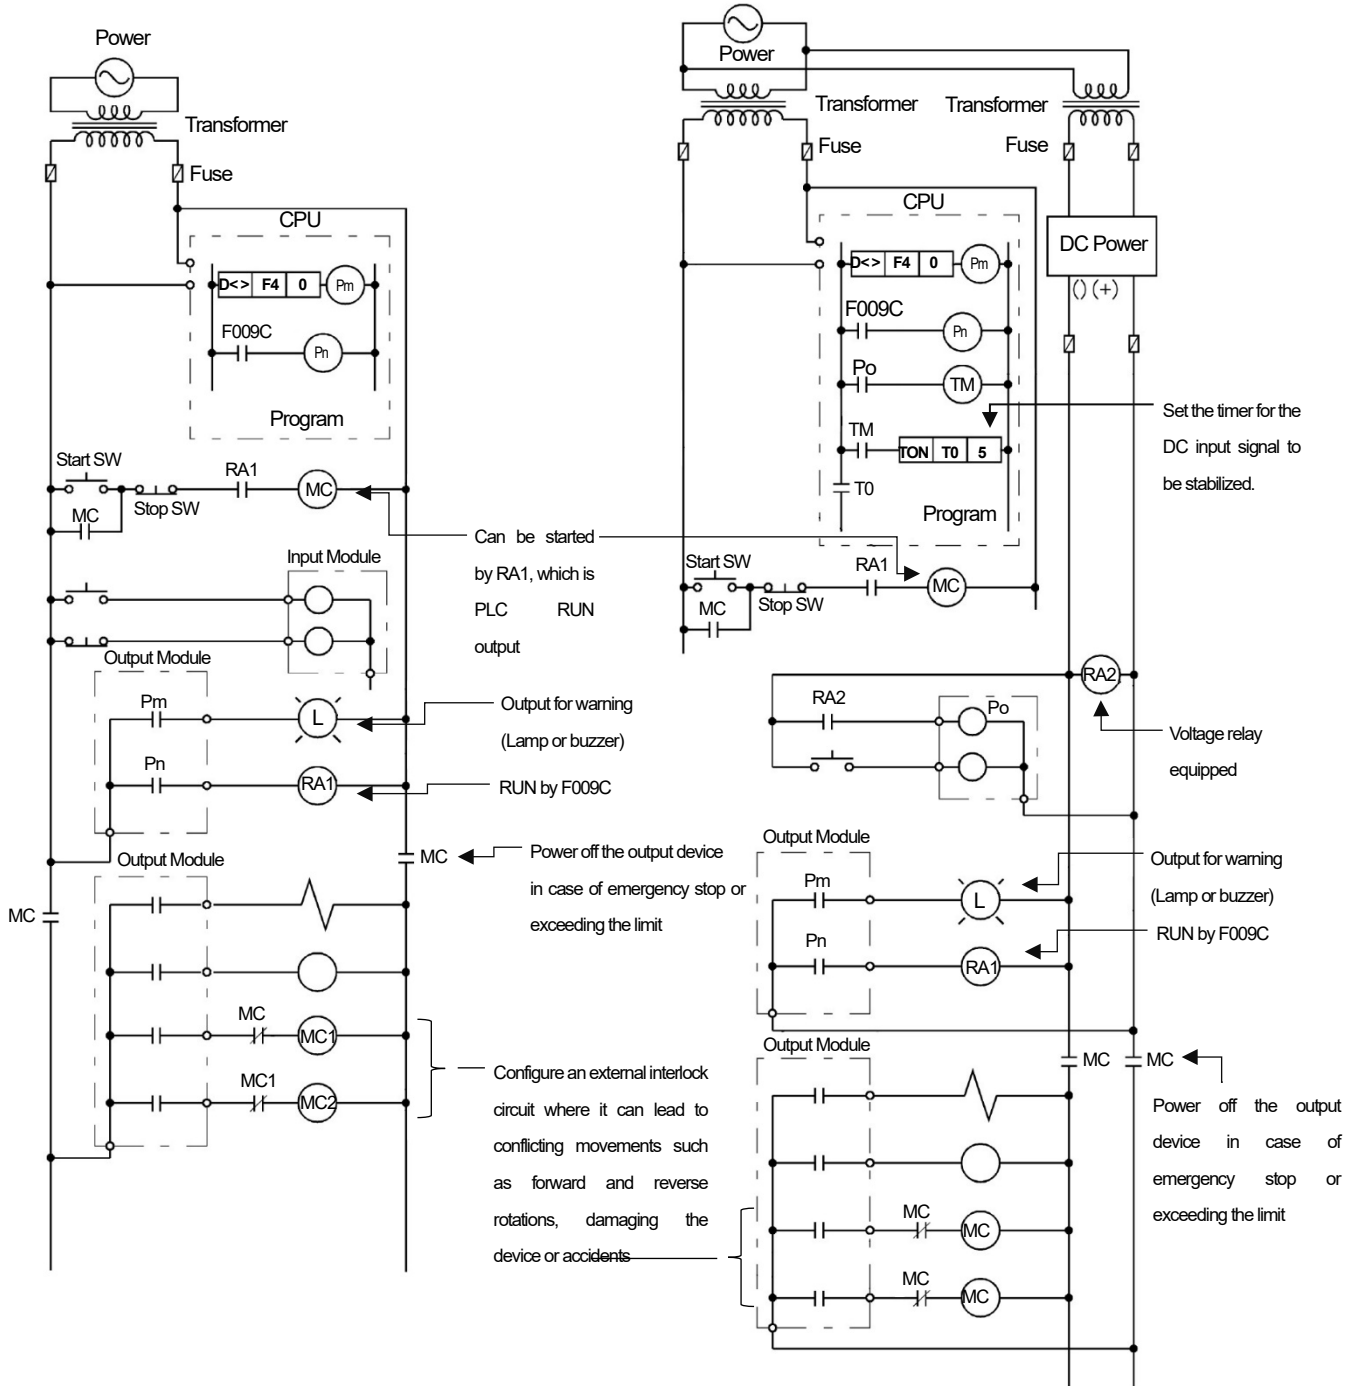 Power
Transformer
Fuse
CPU
D<> F4 0 Pm
F009C
Pn
Program
Start SW
RA1
MC
Stop SW
MC
Can be started
by RA1, which is
PLC RUN
output
Input Module
Output Module
Pm
L
Output for warning
(Lamp or buzzer)
Pn
RA1
RUN by F009C
Output Module
MC
Power off the output device
in case of emergency stop or
exceeding the limit
MC
MC
MC1
MC1
MC2
Configure an external interlock
circuit where it can lead to
conflicting movements such
as forward and reverse
rotations, damaging the
device or accidents
Power
Transformer
Transformer
Fuse
Fuse
CPU
DC Power
() (+)
D<> F4 0 Pm
F009C
Pn
Po
TM
TM
TON T0 5
T0
Program
Set the timer for the
DC input signal to
be stabilized.
Start SW
RA1
MC
Stop SW
MC
RA2
RA2
Po
Voltage relay
equipped
Output Module
Pm
L
Output for warning
(Lamp or buzzer)
Pn
RA1
RUN by F009C
Output Module
MC
MC
Power off the output
device in case of
emergency stop or
exceeding the limit
MC
MC
MC
MC